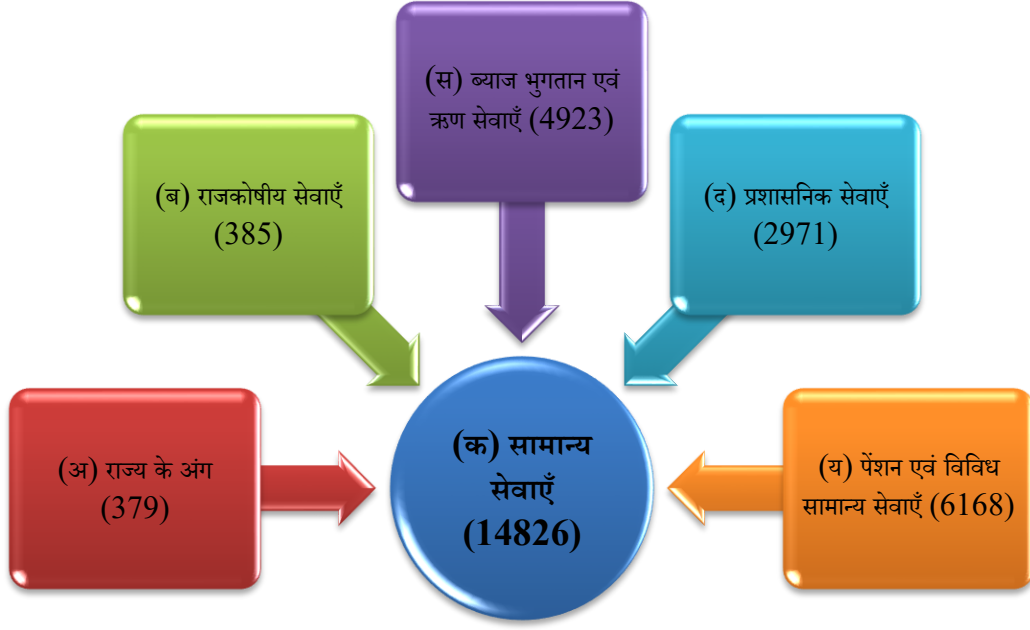 (स) ब्याज भुगतान एवं
ऋण सेवाएँ (4923)
(ब) राजकोषीय सेवाएँ
(385)
(द) प्रशासनिक सेवाएँ
(2971)
(अ) राज्य के अंग
(379)
(क) सामान्य
सेवाएँ
(14826)
(य) पेंशन एवं विविध
सामान्य सेवाएँ (6168)